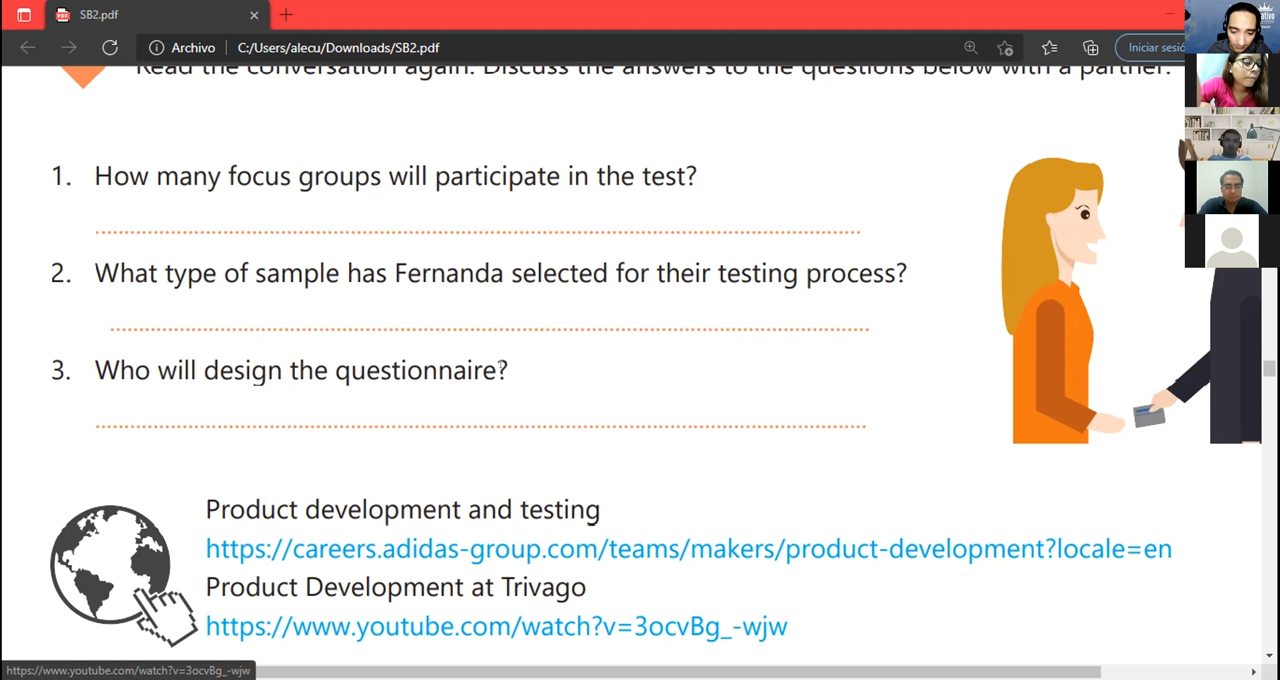 SB2.pdf
Archivo
C:/Users/alecu/Downloads/SB2.pdf
Iniciar sesió
Read the conversation again. Discuss the answers to the questions below with a partner.
1. How many focus groups will participate in the test?
2. What type of sample has Fernanda selected for their testing process?
3. Who will design the questionnaire?
Product development and testing
https://careers.adidas-group.com/teams/makers/product-development?locale=en
Product Development at Trivago
https://www.youtube.com/watch?v=3ocvBg_-wjw
https://www.youtube.com/watch?v=3ocvBg_-wjw